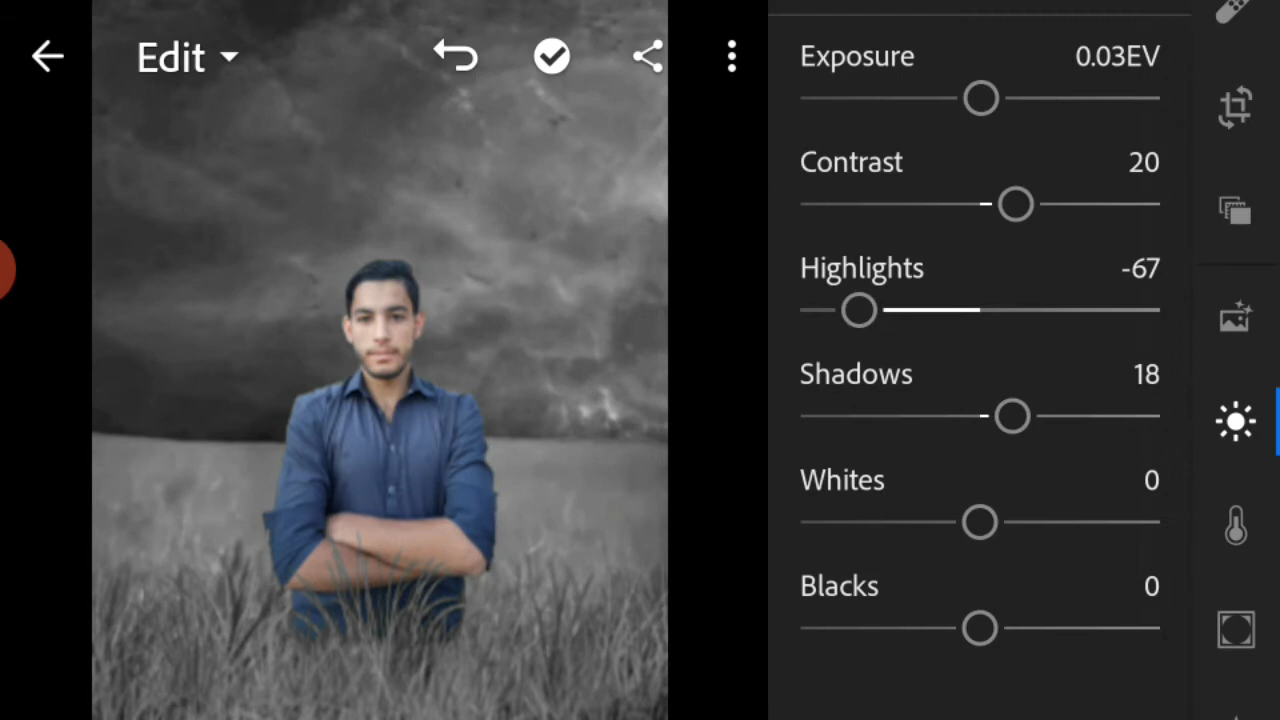 Edit
Exposure 0.03EV
Contrast 20
Highlights -67
Shadows 18
Whites 0
Blacks 0